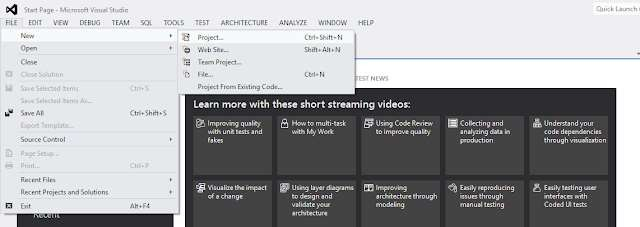 Start Page - Microsoft Visual Studio
Quick Launch (
FILE EDIT VIEW DEBUG TEAM SQL TOOLS TEST ARCHITECTURE ANALYZE WINDOW HELP
New
Open
Close
Close Solution
Save Selected Items Ctrl+S
Save Selected Items As...
Save All Ctrl+Shift+S
Export Template...
Source Control
Page Setup...
Print... Ctrl+P
Recent Files
Recent Projects and Solutions
Exit Alt+F4
Recent
Project... Ctrl+Shift+N
Web Site... Shift+Alt+N
Team Project...
File... Ctrl+N
Project From Existing Code...
TEST NEWS
Learn more with these short streaming videos:
Improving quality
with unit tests and
fakes
How to multi-task
with My Work
Using Code Review
to improve quality
Collecting and
analyzing data in
production
Understand your
code dependencies
through visualization
Visualize the impact
of a change
Using layer diagrams
to design and
validate your
architecture
Improving
architecture through
modeling
Easily reproducing
issues through
manual testing
Easily testing user
interfaces with
Coded UI tests